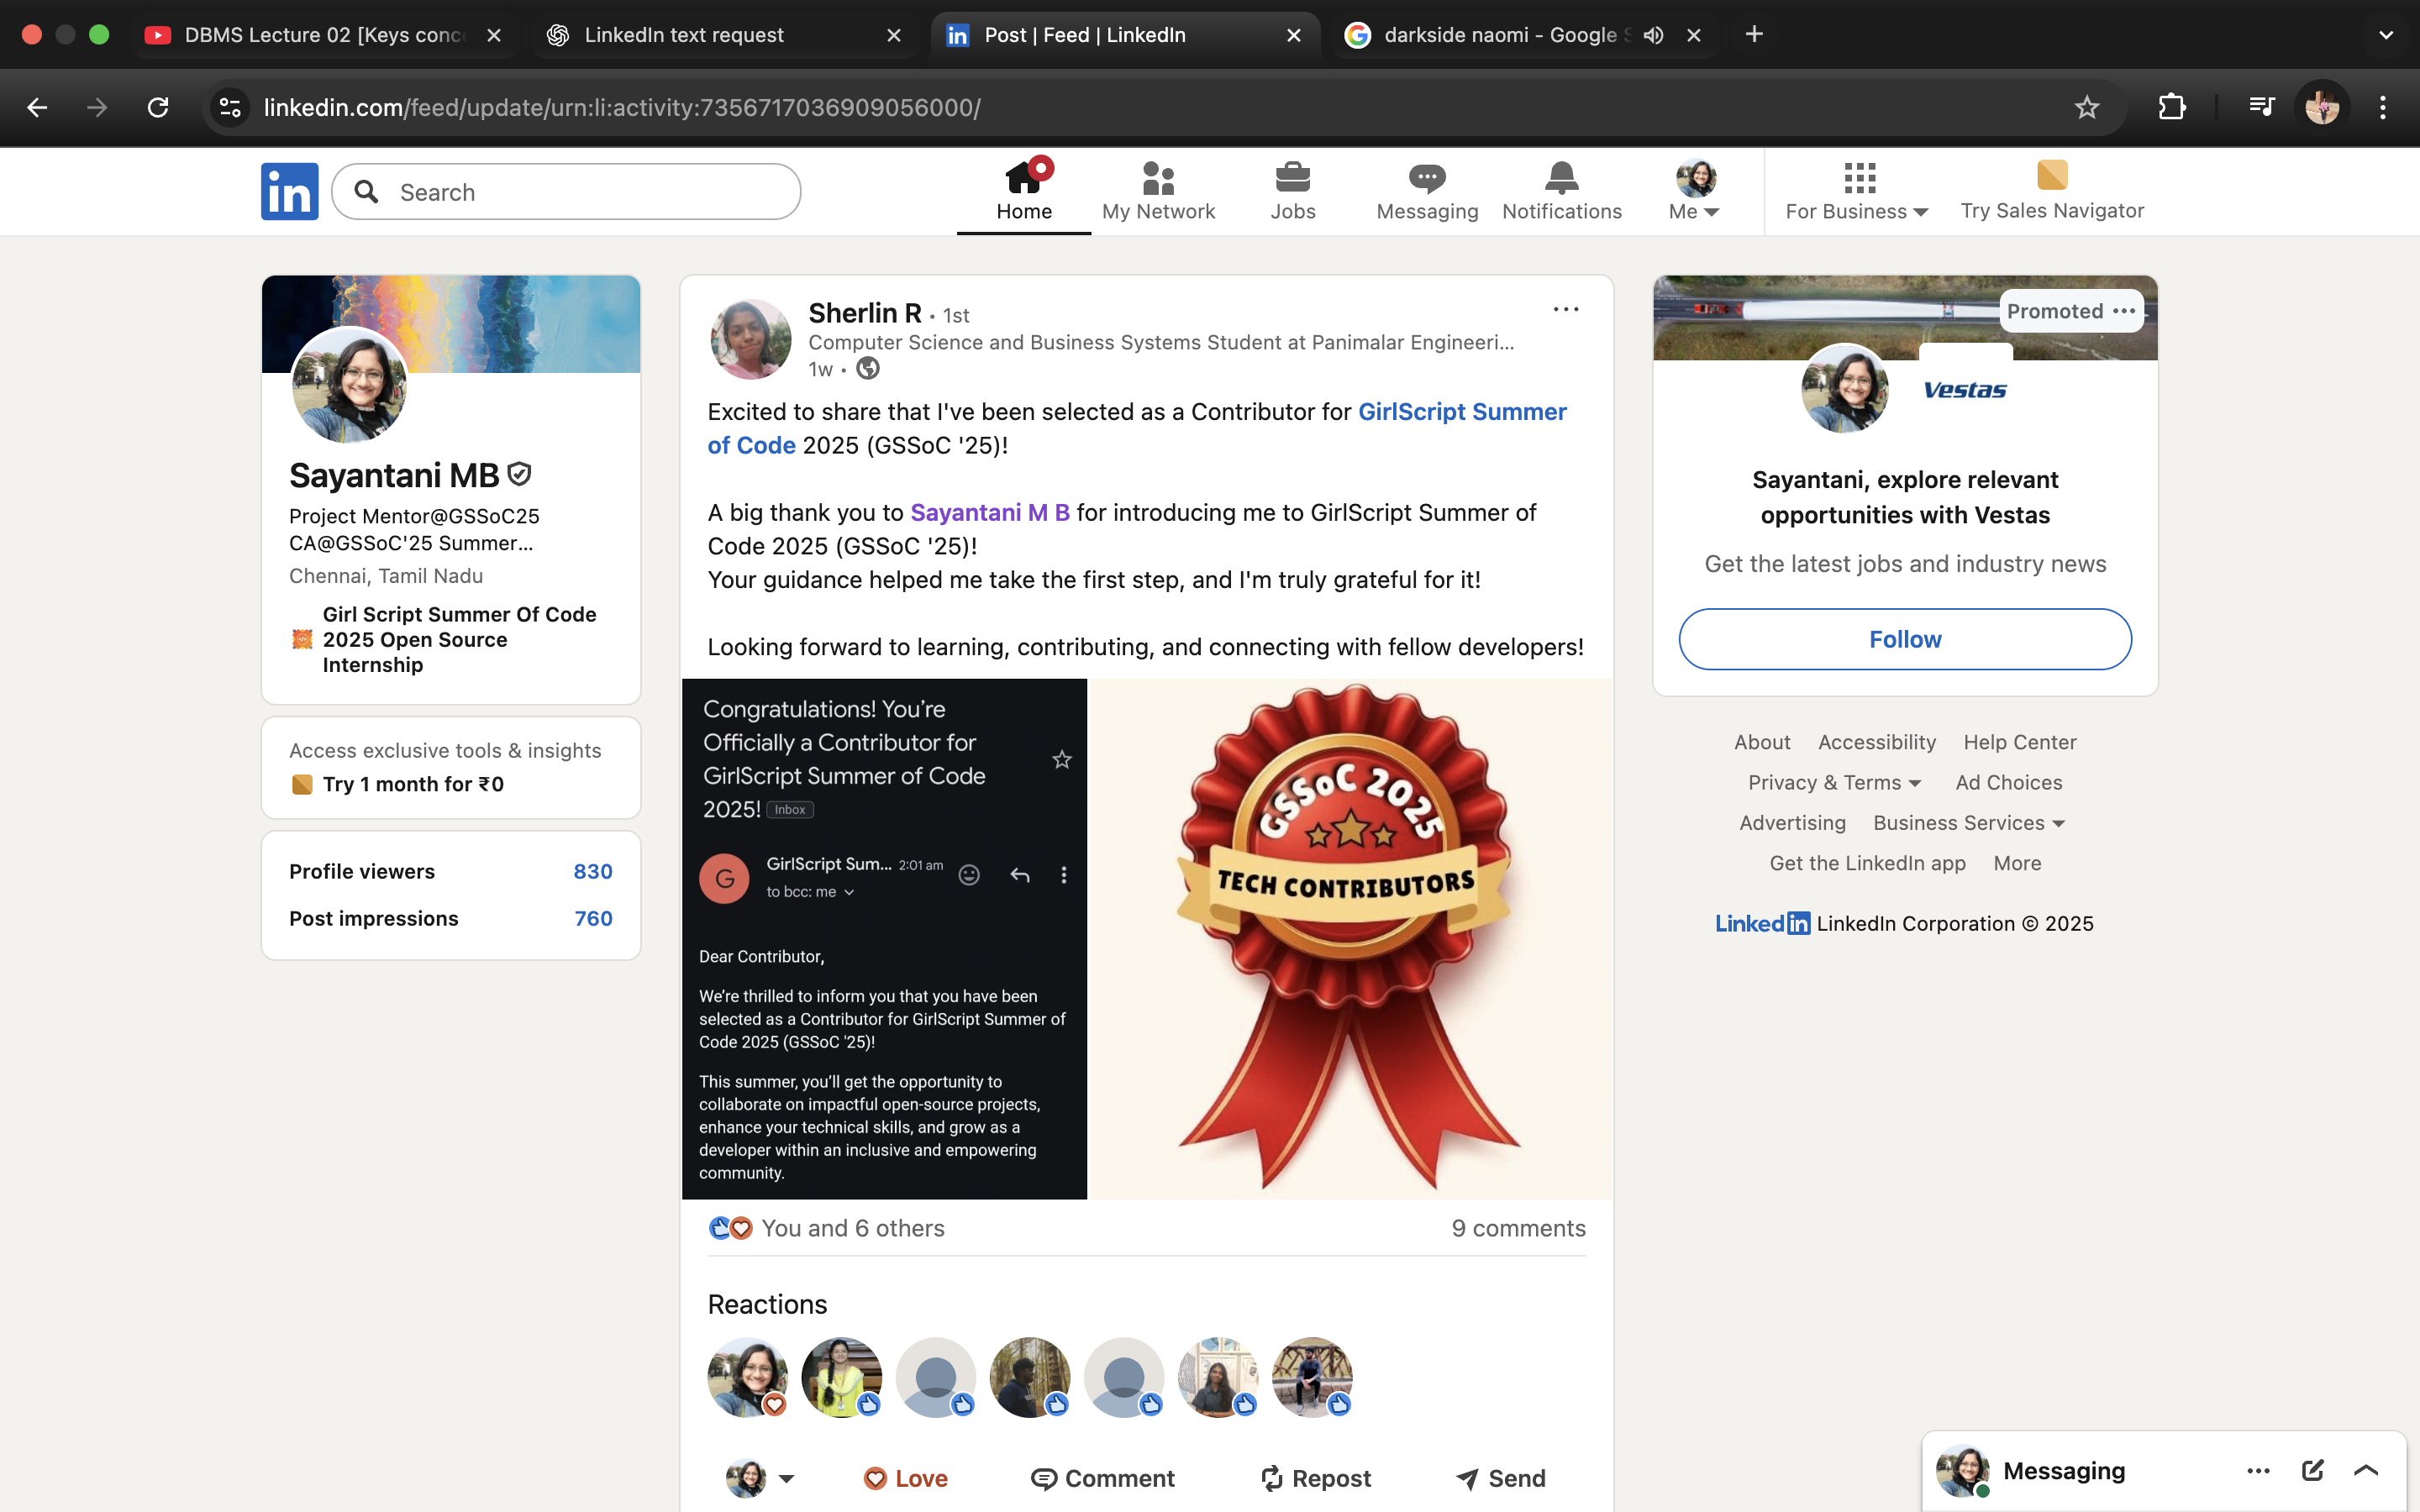 DBMS Lecture 02 [Keys conc
LinkedIn text request
Post | Feed | LinkedIn
darkside naomi - Google S
linkedin.com/feed/update/urn:li:activity:7356717036909056000/
in
Search
Home
My Network
Jobs
Messaging
Notifications
Me
For Business
Try Sales Navigator
Sayantani MB
Project Mentor@GSSoC25
CA@GSSoC'25 Summer...
Chennai, Tamil Nadu
Girl Script Summer Of Code
2025 Open Source
Internship
Access exclusive tools & insights
Try 1 month for ₹0
Profile viewers 830
Post impressions 760
Sherlin R • 1st
Computer Science and Business Systems Student at Panimalar Engineeri...
1w •
Excited to share that I've been selected as a Contributor for GirlScript Summer
of Code 2025 (GSSoC '25)!
A big thank you to Sayantani M B for introducing me to GirlScript Summer of
Code 2025 (GSSoC '25)!
Your guidance helped me take the first step, and I'm truly grateful for it!
Looking forward to learning, contributing, and connecting with fellow developers!
Congratulations! You’re
Officially a Contributor for
GirlScript Summer of Code
2025! Inbox
G
GirlScript Sum... 2:01 am
to bcc: me
Dear Contributor,
We’re thrilled to inform you that you have been
selected as a Contributor for GirlScript Summer of
Code 2025 (GSSoC '25)!
This summer, you’ll get the opportunity to
collaborate on impactful open-source projects,
enhance your technical skills, and grow as a
developer within an inclusive and empowering
community.
GSSoC 2025
TECH CONTRIBUTORS
You and 6 others
9 comments
Reactions
Love
Comment
Repost
Send
Promoted
Vestas
Sayantani, explore relevant
opportunities with Vestas
Get the latest jobs and industry news
Follow
About Accessibility Help Center
Privacy & Terms Ad Choices
Advertising Business Services
Get the LinkedIn app More
LinkedIn LinkedIn Corporation © 2025
Messaging